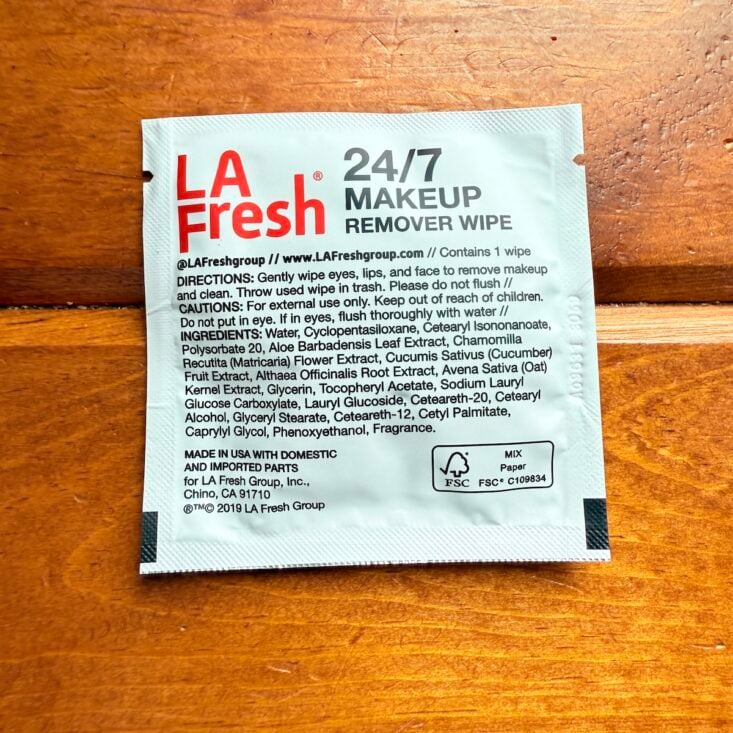 LA
Fresh®
24/7
MAKEUP
REMOVER WIPE
@LAFreshgroup // www.LAFreshgroup.com // Contains 1 wipe
DIRECTIONS: Gently wipe eyes, lips, and face to remove makeup
and clean. Throw used wipe in trash. Please do not flush //
CAUTIONS: For external use only. Keep out of reach of children.
Do not put in eye. If in eyes, flush thoroughly with water //
INGREDIENTS: Water, Cyclopentasiloxane, Cetearyl Isononanoate,
Polysorbate 20, Aloe Barbadensis Leaf Extract, Chamomilla
Recutita (Matricaria) Flower Extract, Cucumis Sativus (Cucumber)
Fruit Extract, Althaea Officinalis Root Extract, Avena Sativa (Oat)
Kernel Extract, Glycerin, Tocopheryl Acetate, Sodium Lauryl
Glucose Carboxylate, Lauryl Glucoside, Ceteareth-20, Cetearyl
Alcohol, Glyceryl Stearate, Ceteareth-12, Cetyl Palmitate,
Caprylyl Glycol, Phenoxyethanol, Fragrance.
MADE IN USA WITH DOMESTIC
AND IMPORTED PARTS
for LA Fresh Group, Inc.,
Chino, CA 91710
®™© 2019 LA Fresh Group
FSC
MIX
Paper
FSC® C109834